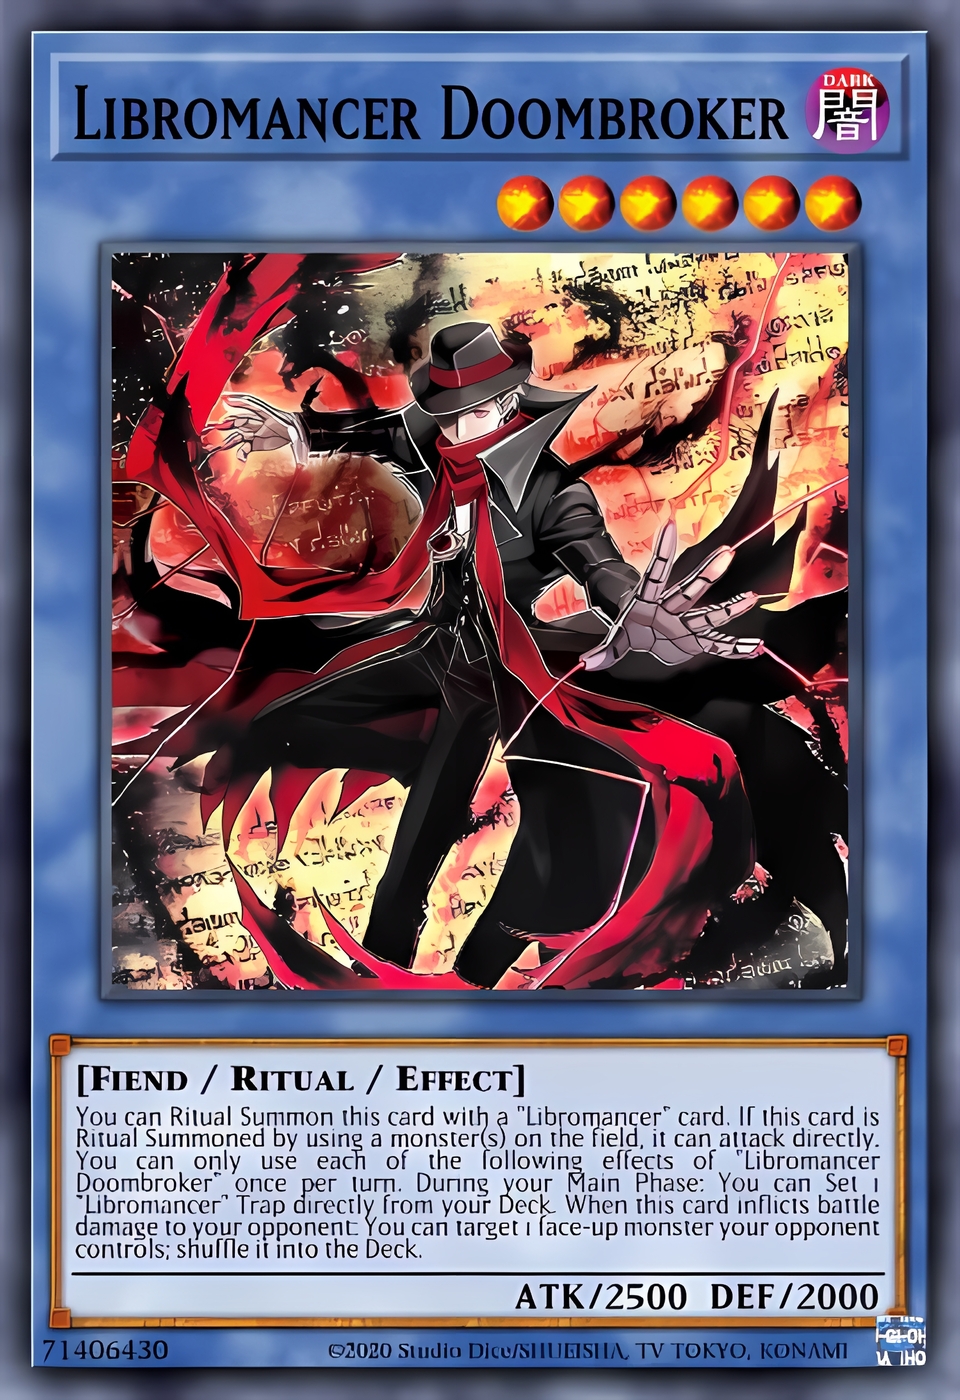 LIBROMANCER DOOMBROKER
DARK
闇
[FIEND / RITUAL / EFFECT]
You can Ritual Summon this card with a "Libromancer" card. If this card is
Ritual Summoned by using a monster(s) on the field, it can attack directly.
You can only use each of the following effects of "Libromancer
Doombroker" once per turn. During your Main Phase: You can Set 1
"Libromancer" Trap directly from your Deck. When this card inflicts battle
damage to your opponent: You can target 1 face-up monster your opponent
controls; shuffle it into the Deck.
ATK/2500 DEF/2000
71406430
©2020 Studio Dice/SHUEISHA, TV TOKYO, KONAMI